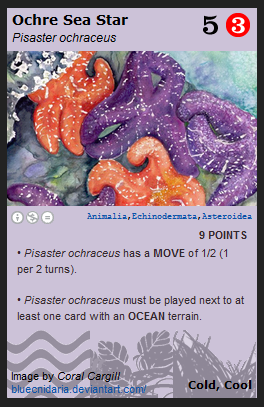 Ochre Sea Star
5 3
Pisaster ochraceus
Animalia,Echinodermata,Asteroidea
9 POINTS
• Pisaster ochraceus has a MOVE of 1/2 (1
per 2 turns).
• Pisaster ochraceus must be played next to at
least one card with an OCEAN terrain.
Image by Coral Cargill
bluecnidaria.deviantart.com/
Cold, Cool